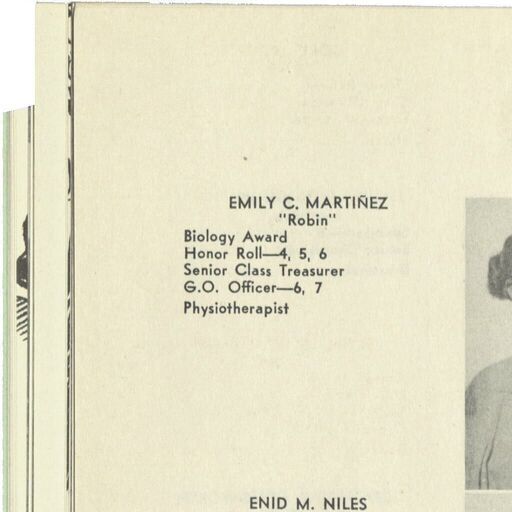 EMILY C. MARTIÑEZ
"Robin"
Biology Award
Honor Roll—4, 5, 6
Senior Class Treasurer
G.O. Officer—6, 7
Physiotherapist
ENID M. NILES